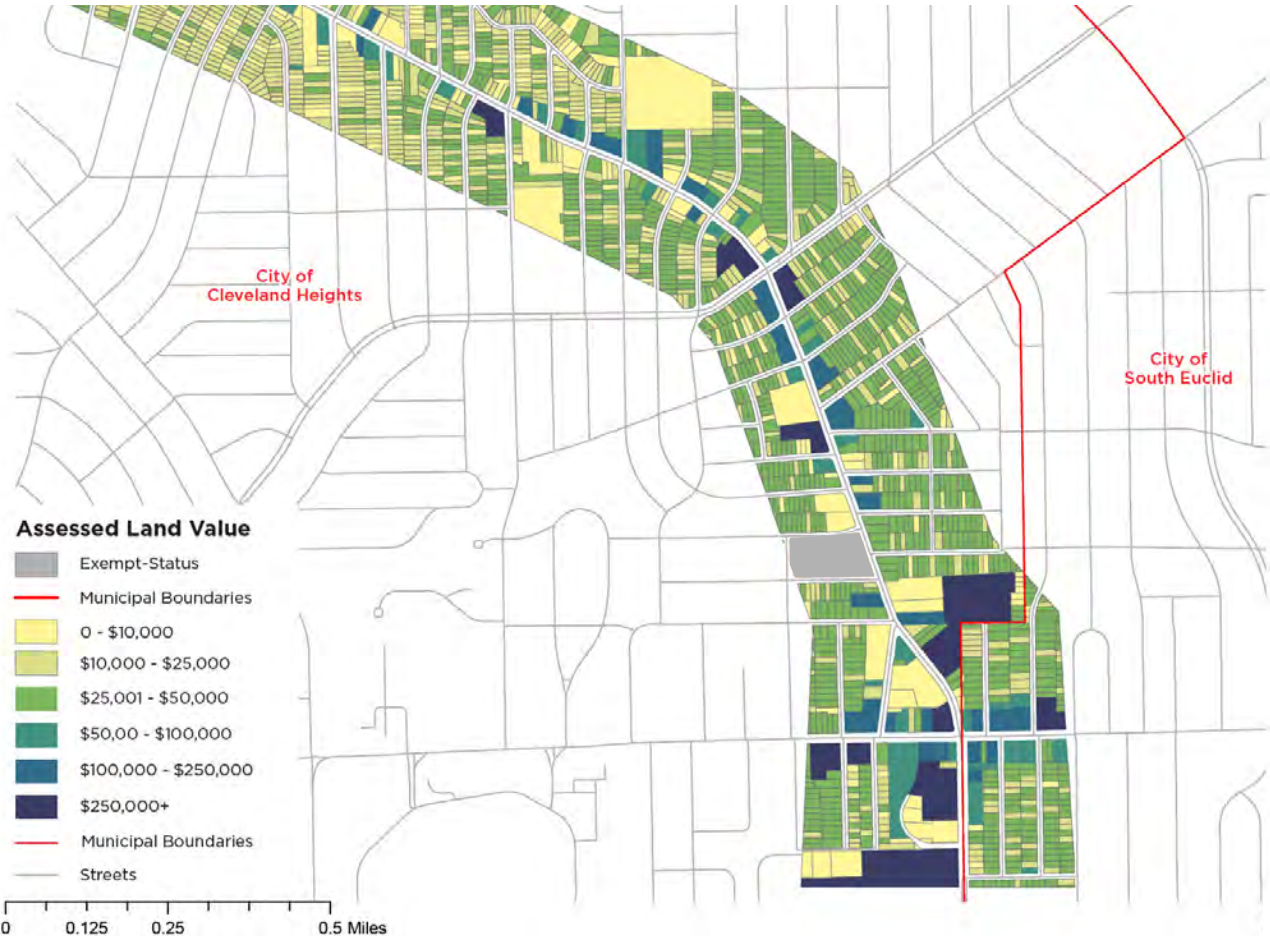 City of
Cleveland Heights
City of
South Euclid
Assessed Land Value
Exempt-Status
Municipal Boundaries
0 - $10,000
$10,000 - $25,000
$25,001 - $50,000
$50,00 - $100,000
$100,000 - $250,000
$250,000+
Municipal Boundaries
Streets
0 0.125 0.25 0.5 Miles